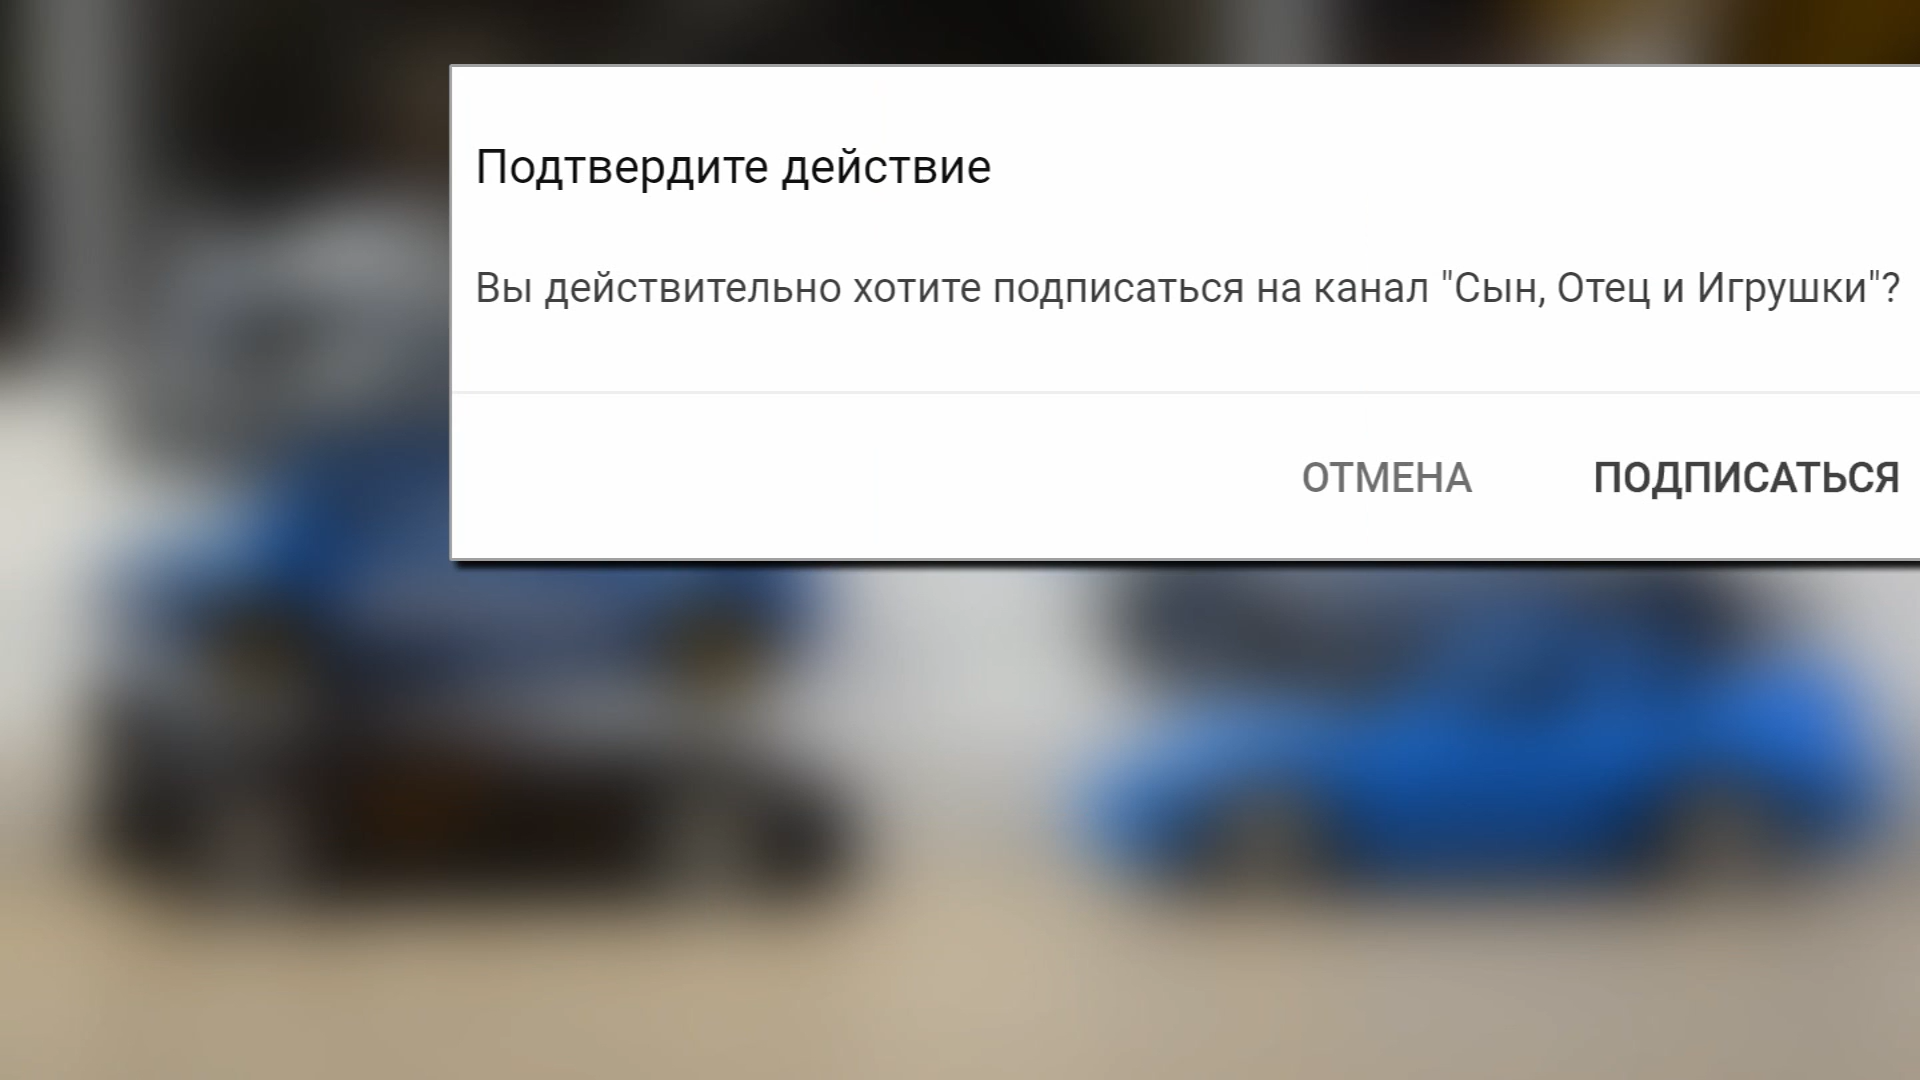 Подтвердите действие
Вы действительно хотите подписаться на канал "Сын, Отец и Игрушки"?
ОТМЕНА ПОДПИСАТЬСЯ